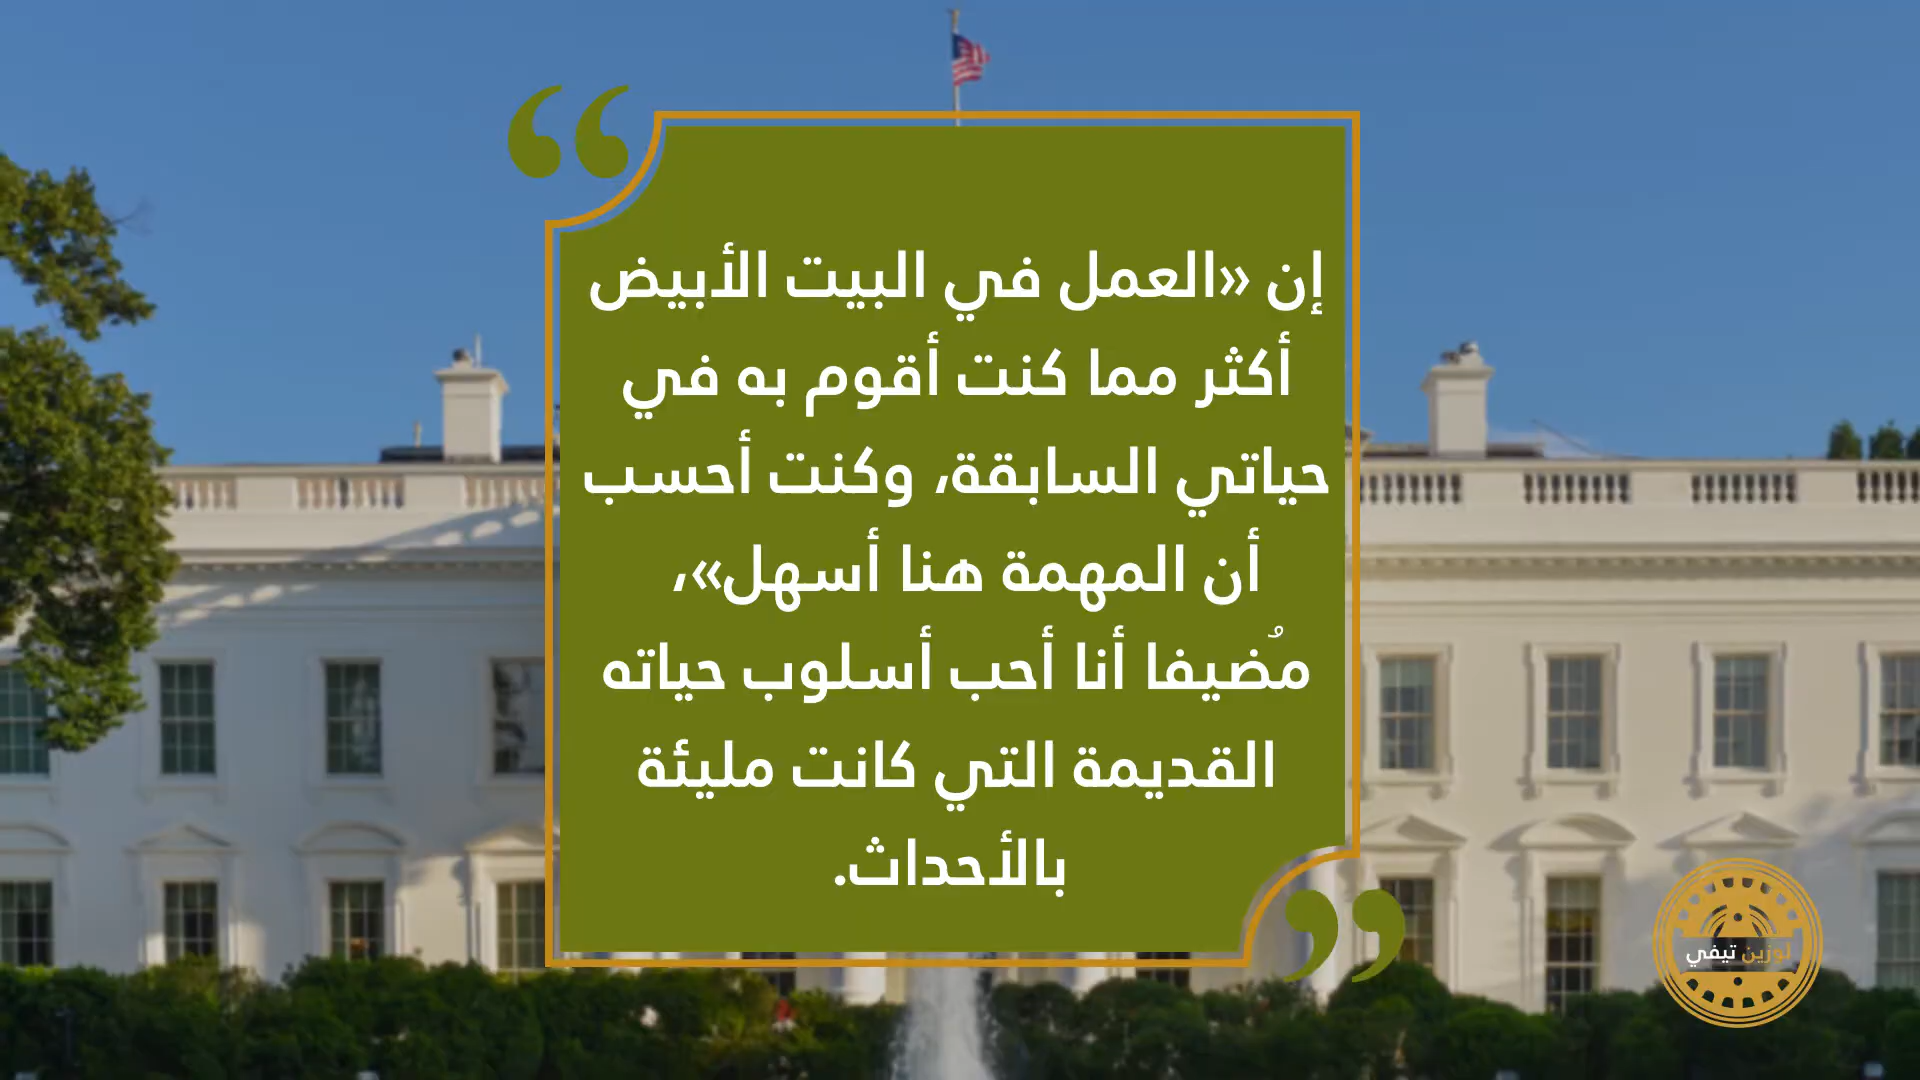 إن «العمل في البيت الأبيض
أكثر مما كنت أقوم به في
حياتي السابقة، وكنت أحسب
أن المهمة هنا أسهل»،
مُضيفا أنا أحب أسلوب حياته
القديمة التي كانت مليئة
بالأحداث.
لوزين تيفي